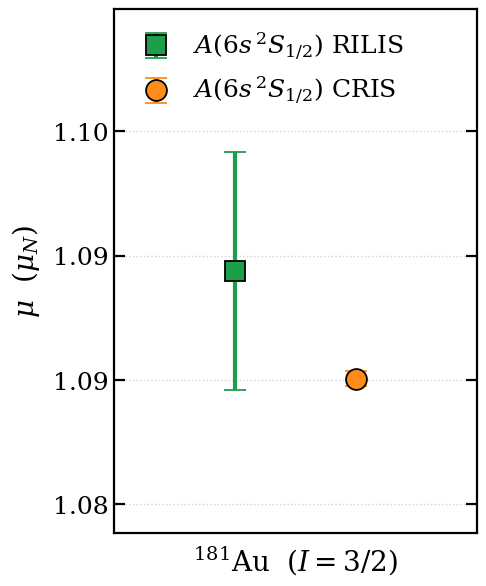 A(6s ²S₁/₂) RILIS
A(6s ²S₁/₂) CRIS
1.10
1.09
1.09
1.08
μ (μ_N)
¹⁸¹Au (I = 3/2)